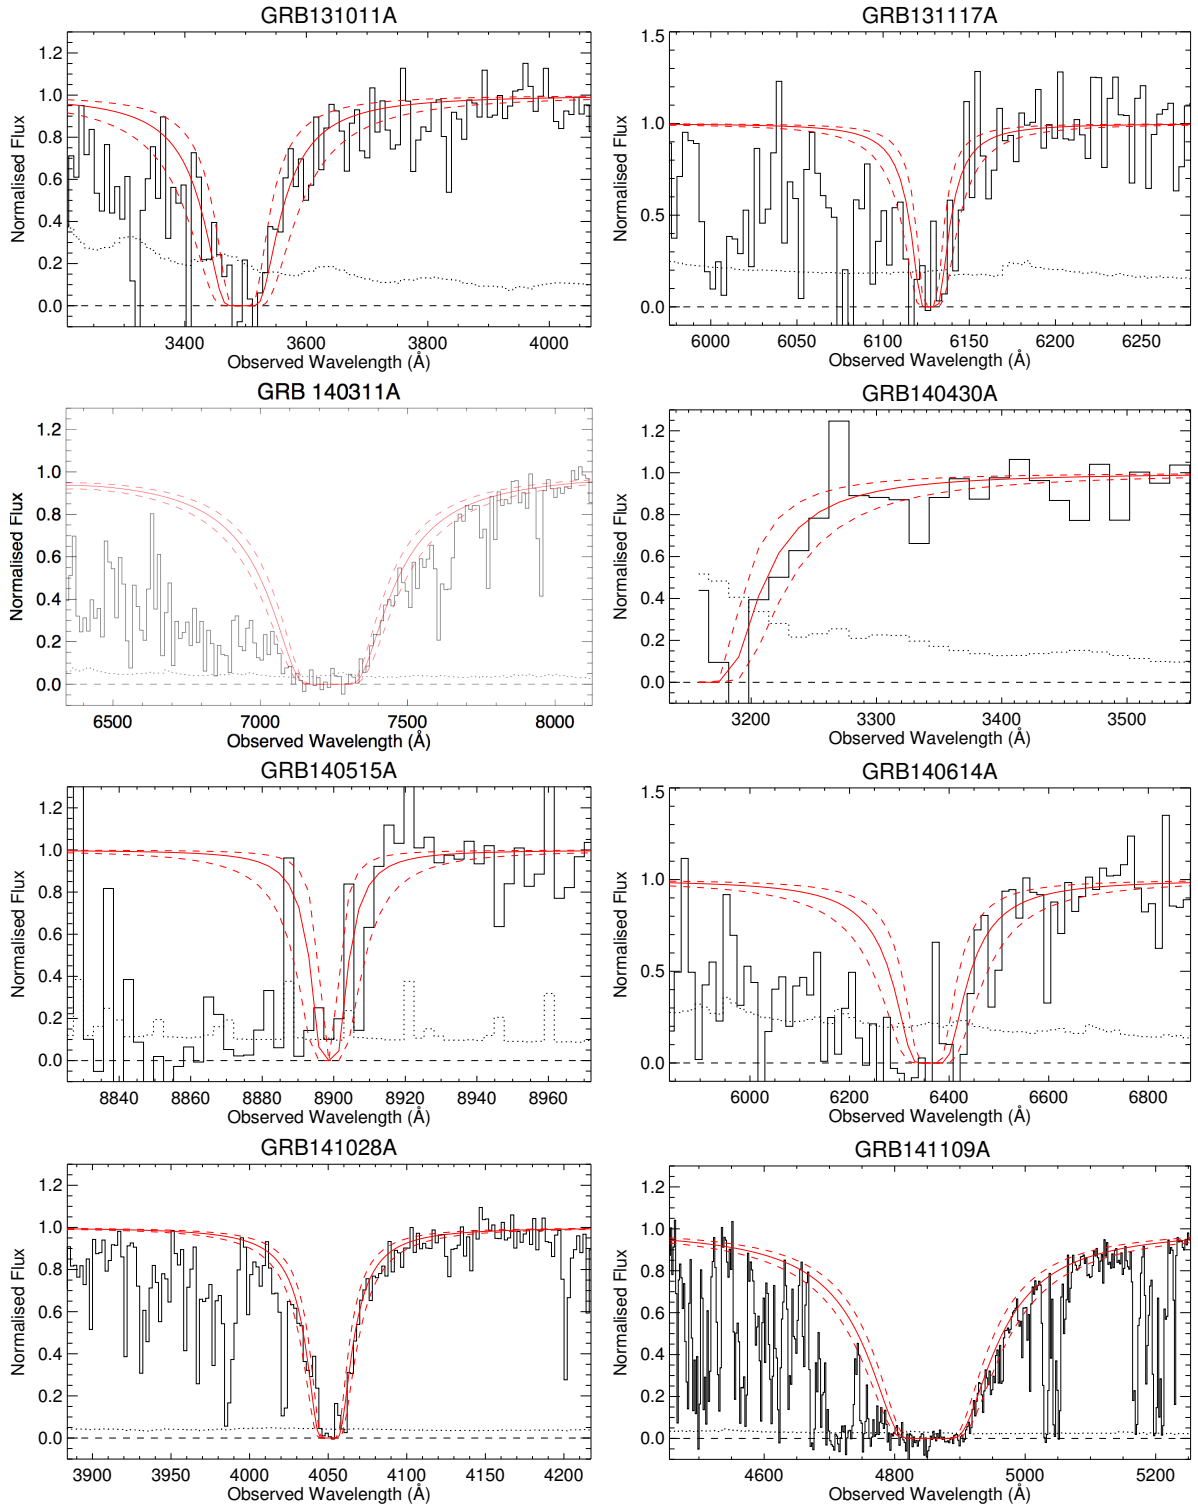 GRB131011A
1.2
1.0
0.8
0.6
0.4
0.2
0.0
Normalised Flux
3400 3600 3800 4000
Observed Wavelength (Å)
GRB131117A
1.5
1.0
0.5
0.0
Normalised Flux
6000 6050 6100 6150 6200 6250
Observed Wavelength (Å)
GRB 140311A
1.2
1.0
0.8
0.6
0.4
0.2
0.0
Normalised Flux
6500 7000 7500 8000
Observed Wavelength (Å)
GRB140430A
1.2
1.0
0.8
0.6
0.4
0.2
0.0
Normalised Flux
3200 3300 3400 3500
Observed Wavelength (Å)
GRB140515A
1.2
1.0
0.8
0.6
0.4
0.2
0.0
Normalised Flux
8840 8860 8880 8900 8920 8940 8960
Observed Wavelength (Å)
GRB140614A
1.5
1.0
0.5
0.0
Normalised Flux
6000 6200 6400 6600 6800
Observed Wavelength (Å)
GRB141028A
1.2
1.0
0.8
0.6
0.4
0.2
0.0
Normalised Flux
3900 3950 4000 4050 4100 4150 4200
Observed Wavelength (Å)
GRB141109A
1.2
1.0
0.8
0.6
0.4
0.2
0.0
Normalised Flux
4600 4800 5000 5200
Observed Wavelength (Å)